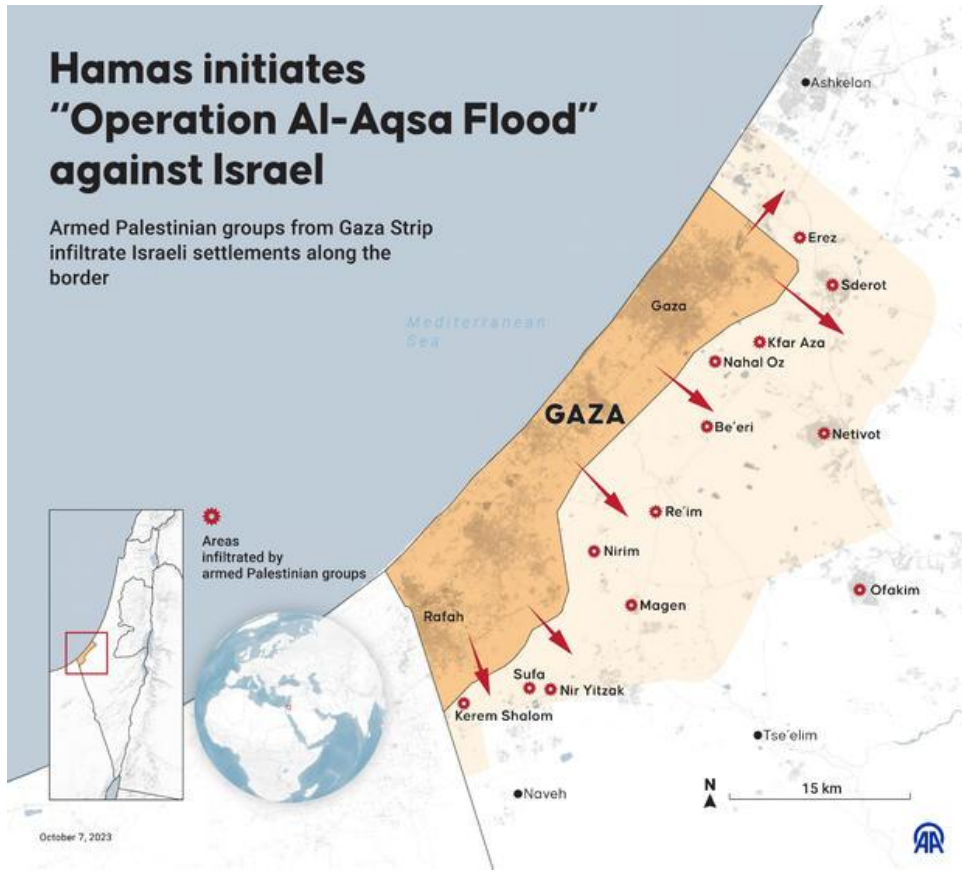 Hamas initiates
“Operation Al-Aqsa Flood”
against Israel
Armed Palestinian groups from Gaza Strip
infiltrate Israeli settlements along the
border
Mediterranean
Sea
Ashkelon
Erez
Sderot
Gaza
Kfar Aza
Nahal Oz
GAZA
Be'eri
Netivot
Re'im
Nirim
Magen
Ofakim
Rafah
Sufa
Nir Yitzak
Kerem Shalom
Tse'elim
Naveh
Areas
infiltrated by
armed Palestinian groups
N
15 km
October 7, 2023
AA